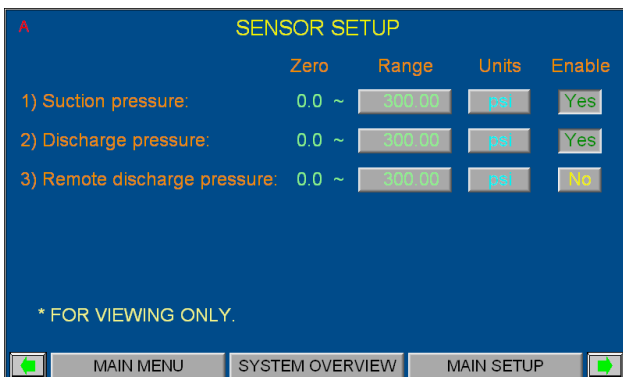 A SENSOR SETUP
Zero Range Units Enable
1) Suction pressure: 0.0 ~ 300.00 psi Yes
2) Discharge pressure: 0.0 ~ 300.00 psi Yes
3) Remote discharge pressure: 0.0 ~ 300.00 psi No
* FOR VIEWING ONLY.
MAIN MENU SYSTEM OVERVIEW MAIN SETUP